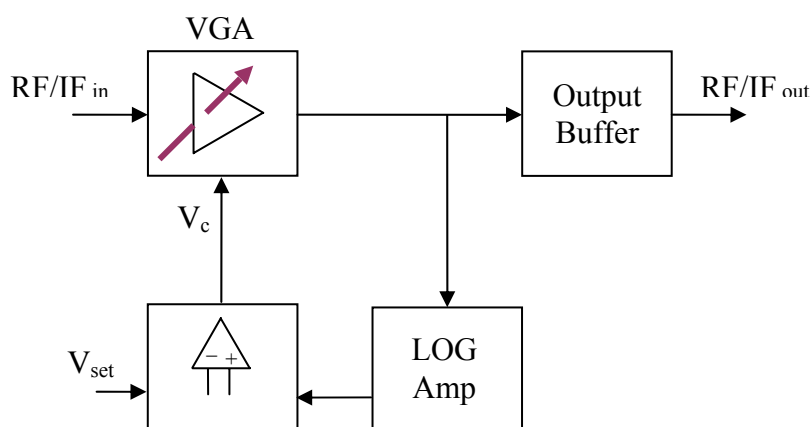 VGA
RF/IF in
Output
Buffer
RF/IF out
Vc
− +
Vset
LOG
Amp